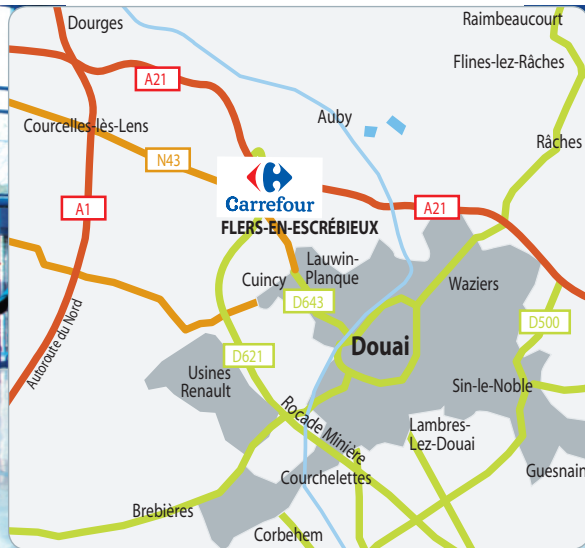 Dourges
Raimbeaucourt
Flines-lez-Râches
A21
Auby
Courcelles-lès-Lens
Râches
N43
Carrefour
A1
A21
FLERS-EN-ESCRÉBIEUX
Lauwin-
Planque
Cuincy
Waziers
D643
D500
Autoroute du Nord
Douai
D621
Usines
Renault
Sin-le-Noble
Rocade Minière
Lambres-
Lez-Douai
Guesnain
Courchelettes
Brebières
Corbehem